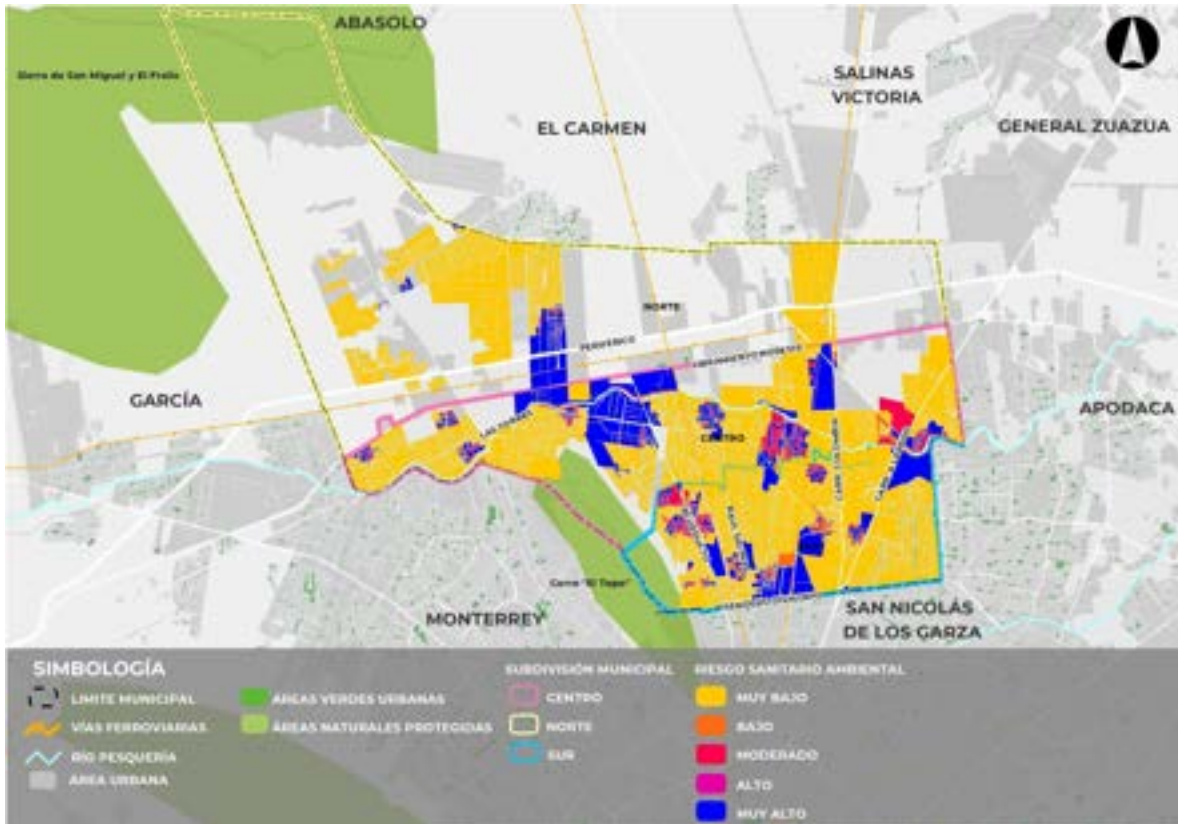 ABASOLO
Sierra de San Miguel y El Fraile
SALINAS
VICTORIA
EL CARMEN
GENERAL ZUAZUA
NORTE
PERIFÉRICO
GARCÍA
APODACA
CENTRO
Cerro "El Topo"
MONTERREY
SAN NICOLÁS
DE LOS GARZA
SIMBOLOGÍA
LIMITE MUNICIPAL
VÍAS FERROVIARIAS
RÍO PESQUERÍA
AREA URBANA
ÁREAS VERDES URBANAS
ÁREAS NATURALES PROTEGIDAS
SUBDIVISIÓN MUNICIPAL
CENTRO
NORTE
SUR
RIESGO SANITARIO AMBIENTAL
MUY BAJO
BAJO
MODERADO
ALTO
MUY ALTO